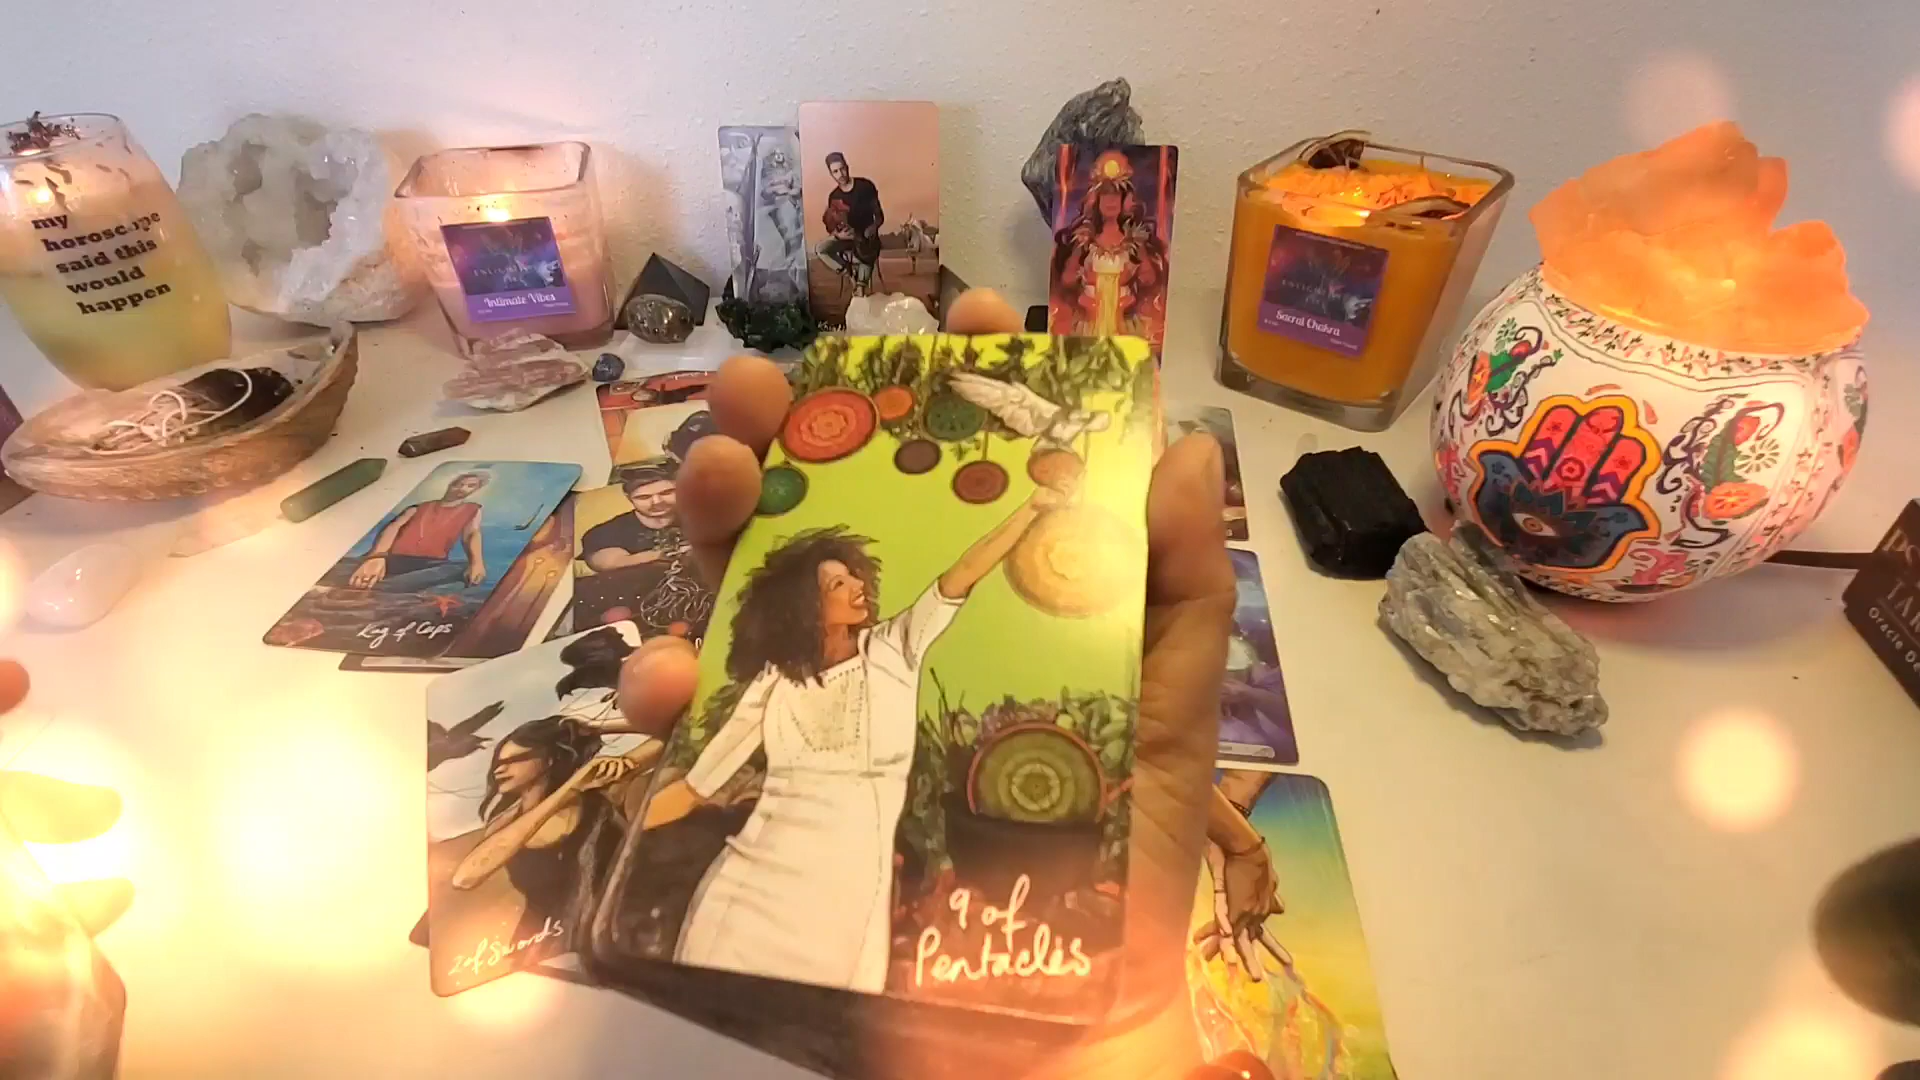 my
horoscope
said this
would
happen
Intimate Vibes
Sacral Chakra
King of Cups
2 of Swords
9 of
Pentacles